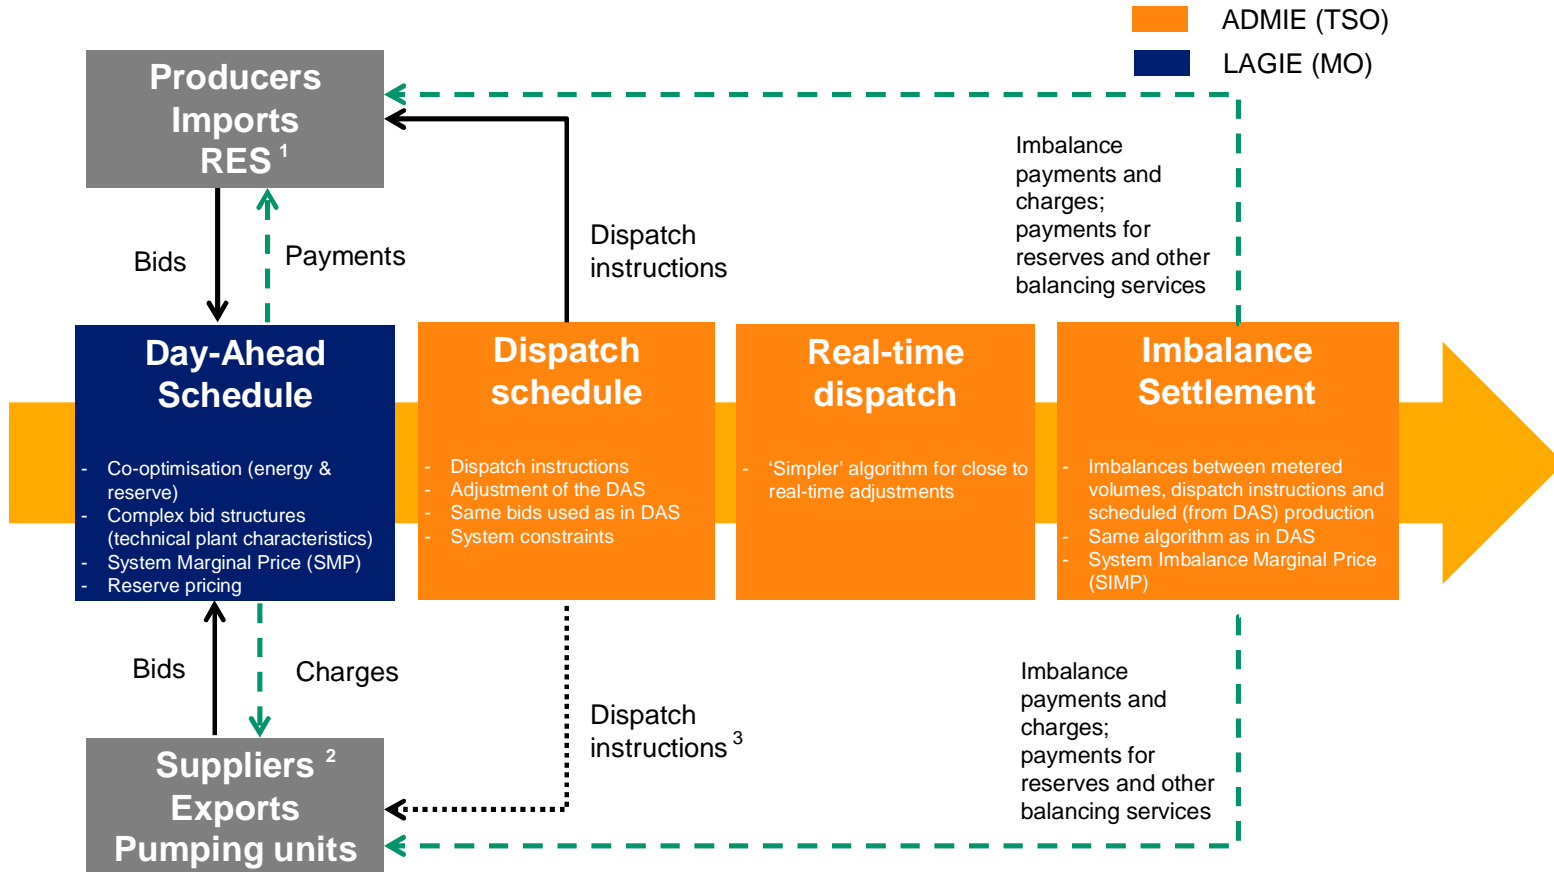 ADMIE (TSO)
LAGIE (MO)
Producers
Imports
RES 1
Imbalance
payments and
charges;
payments for
reserves and other
balancing services
Bids
Payments
Dispatch
instructions
Day-Ahead
Schedule
- Co-optimisation (energy &
reserve)
- Complex bid structures
(technical plant characteristics)
- System Marginal Price (SMP)
- Reserve pricing
Dispatch
schedule
- Dispatch instructions
- Adjustment of the DAS
- Same bids used as in DAS
- System constraints
Real-time
dispatch
- ‘Simpler’ algorithm for close to
real-time adjustments
Imbalance
Settlement
- Imbalances between metered
volumes, dispatch instructions and
scheduled (from DAS) production
- Same algorithm as in DAS
- System Imbalance Marginal Price
(SIMP)
Bids
Charges
Dispatch
instructions 3
Imbalance
payments and
charges;
payments for
reserves and other
balancing services
Suppliers 2
Exports
Pumping units